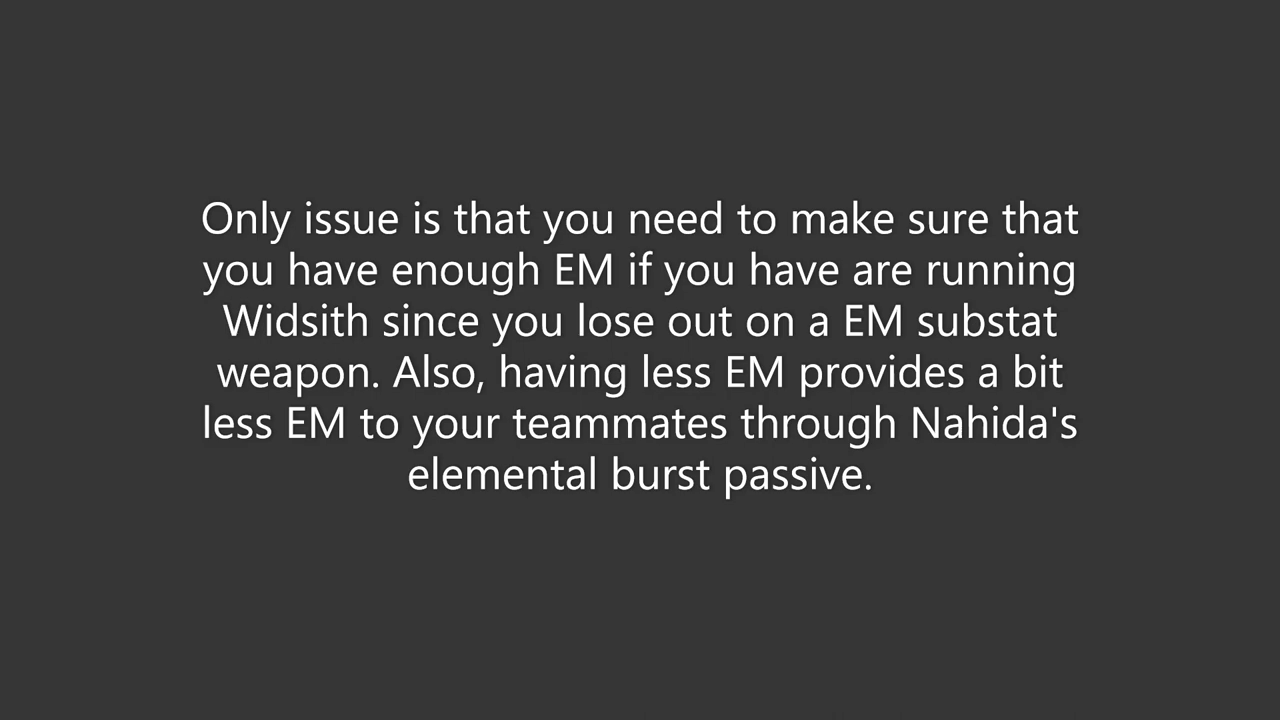 Only issue is that you need to make sure that
you have enough EM if you have are running
Widsith since you lose out on a EM substat
weapon. Also, having less EM provides a bit
less EM to your teammates through Nahida's
elemental burst passive.